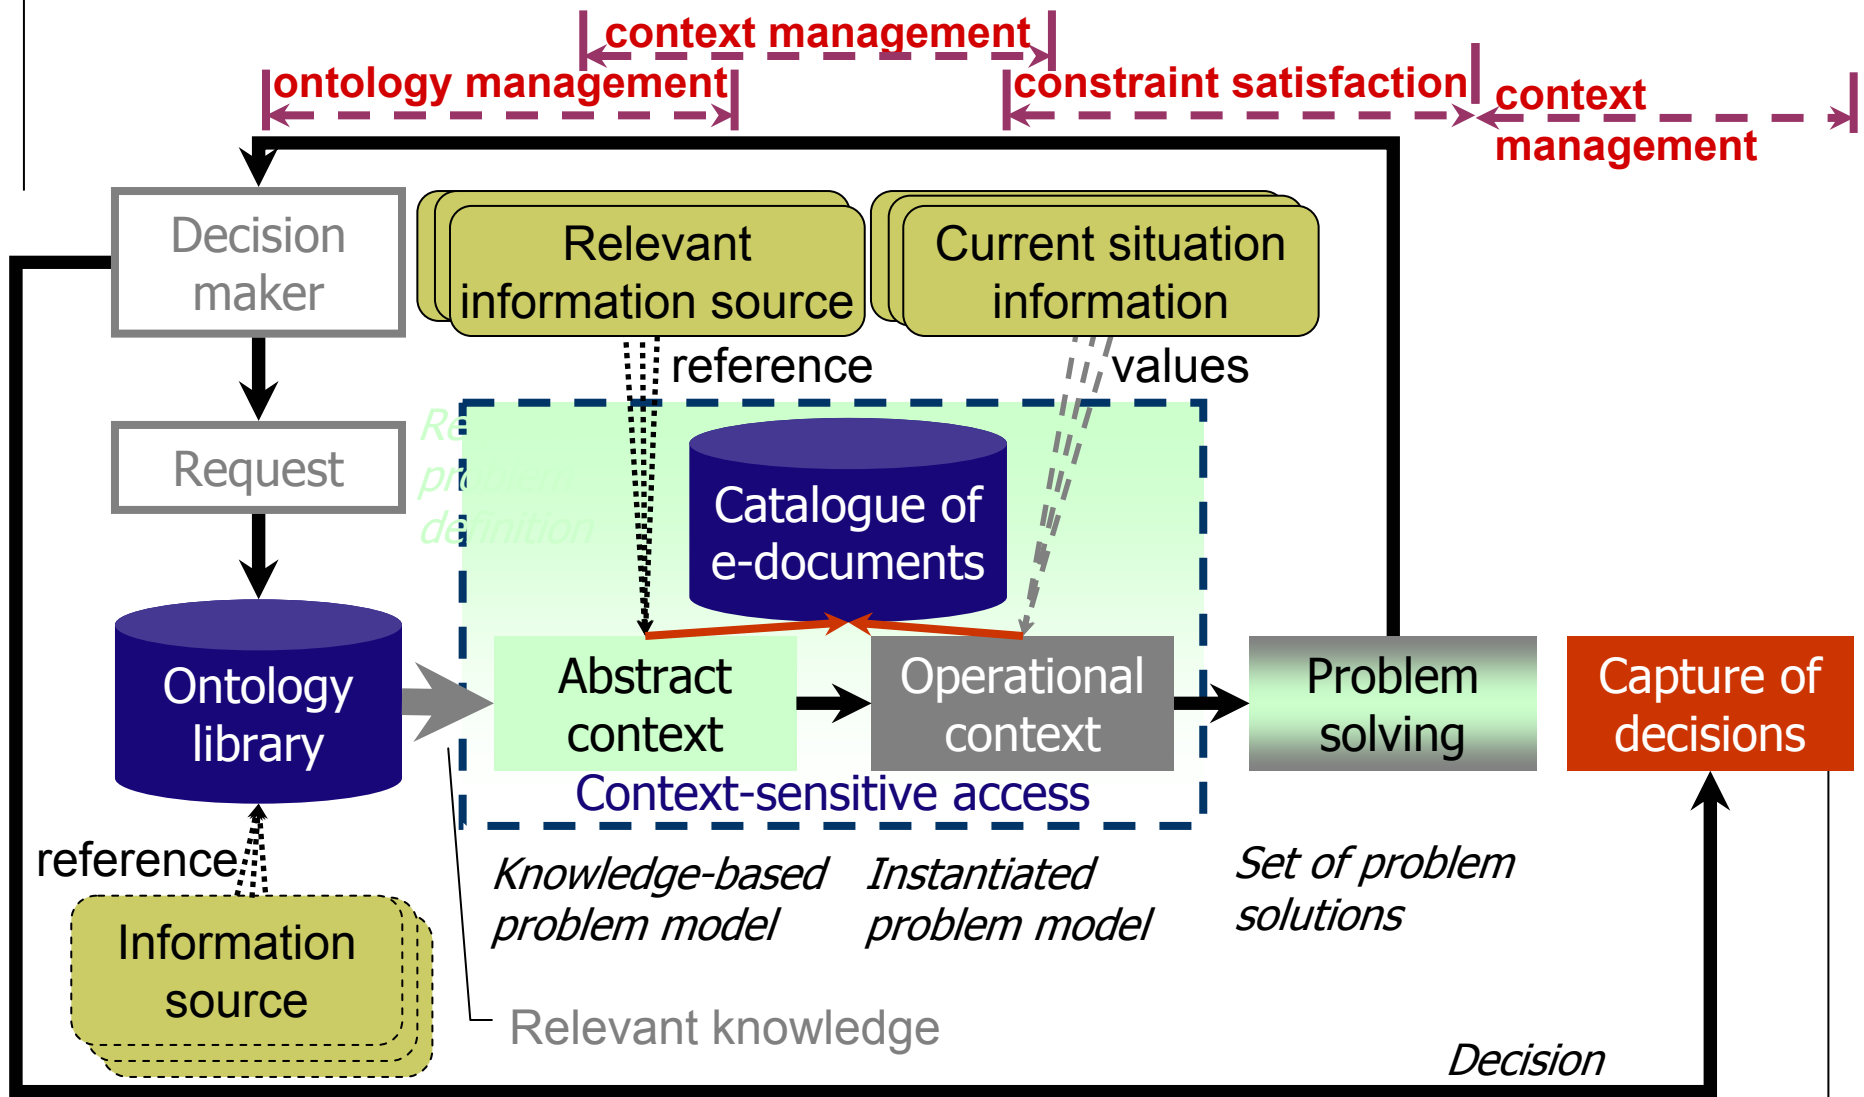 context management
ontology management
constraint satisfaction
context
management
Decision
maker
Relevant
information source
Current situation
information
reference
values
Request
problem
definition
Catalogue of
e-documents
Ontology
library
Abstract
context
Operational
context
Problem
solving
Capture of
decisions
Context-sensitive access
reference
Knowledge-based
problem model
Instantiated
problem model
Set of problem
solutions
Information
source
Relevant knowledge
Decision